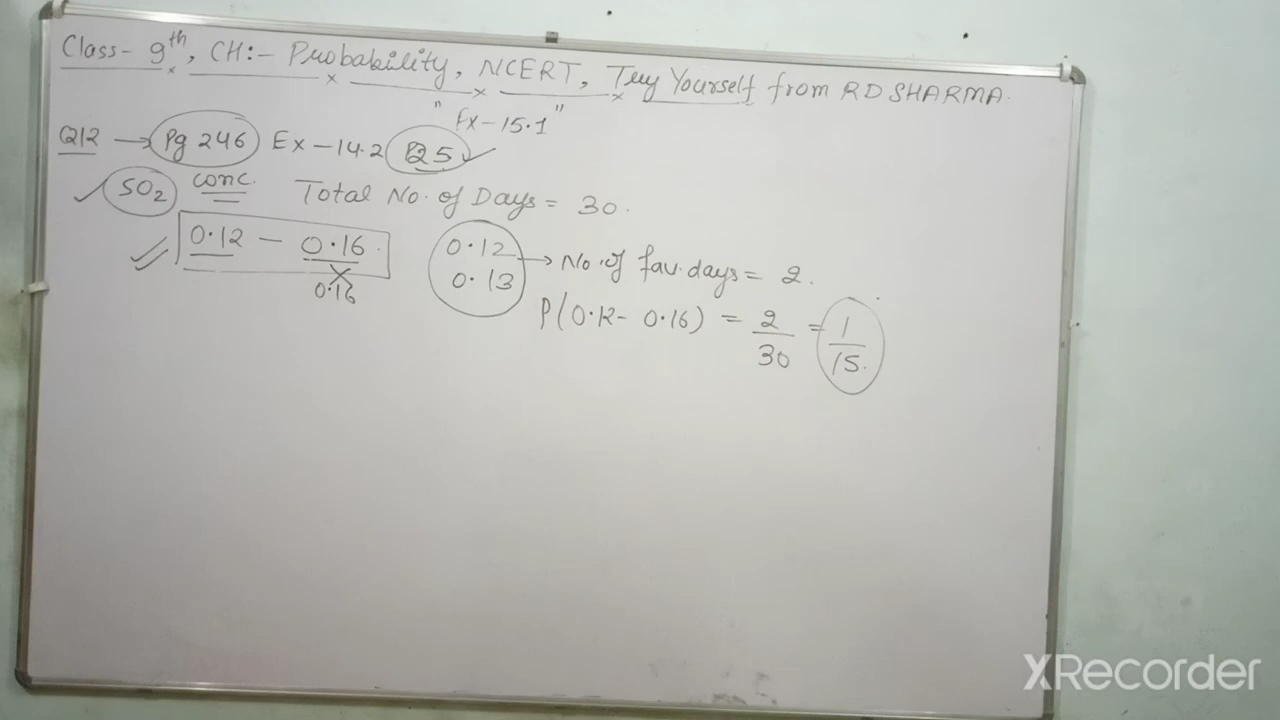 Class- 9th, CH:- Probability, NCERT, Try Yourself from RD SHARMA.
"Ex-15.1"
Q12 → Pg 246 Ex-14.2 Q5 ✓
✓ SO2 conc. Total No. of Days = 30.
0.12 - 0.16 0.12 → No. of fav. days = 2.
0.16 0.13
P(0.12- 0.16) = 2/30 = 1/15.
XRecorder